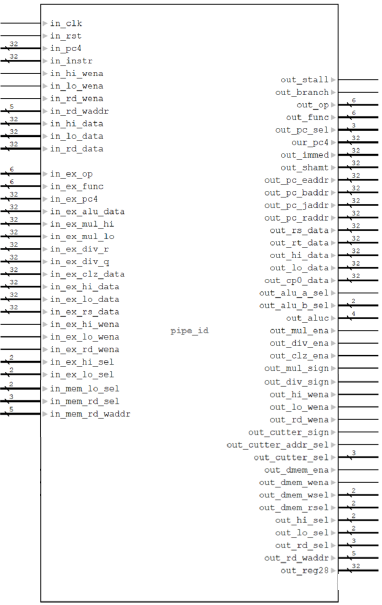 in_clk
in_rst
32 in_pc4
32 in_instr
in_hi_wena
in_lo_wena
in_rd_wena
5 in_rd_waddr
32 in_hi_data
32 in_lo_data
32 in_rd_data
6 in_ex_op
6 in_ex_func
32 in_ex_pc4
32 in_ex_alu_data
32 in_ex_mul_hi
32 in_ex_mul_lo
32 in_ex_div_r
32 in_ex_div_q
32 in_ex_clz_data
32 in_ex_hi_data
32 in_ex_lo_data
32 in_ex_rs_data
in_ex_hi_wena
in_ex_lo_wena
in_ex_rd_wena
2 in_ex_hi_sel
2 in_ex_lo_sel
2 in_mem_lo_sel
3 in_mem_rd_sel
5 in_mem_rd_waddr
pipe_id
out_stall
out_branch
out_op 6
out_func 6
out_pc_sel 3
our_pc4 32
out_immed 32
out_shamt 32
out_pc_eaddr 32
out_pc_baddr 32
out_pc_jaddr 32
out_pc_raddr 32
out_rs_data 32
out_rt_data 32
out_hi_data 32
out_lo_data 32
out_cp0_data 32
out_alu_a_sel
out_alu_b_sel 2
out_aluc 4
out_mul_ena
out_div_ena
out_clz_ena
out_mul_sign
out_div_sign
out_hi_wena
out_lo_wena
out_rd_wena
out_cutter_sign
out_cutter_addr_sel
out_cutter_sel 3
out_dmem_ena
out_dmem_wena
out_dmem_wsel 2
out_dmem_rsel 2
out_hi_sel 2
out_lo_sel 2
out_rd_sel 3
out_rd_waddr 5
out_reg28 32